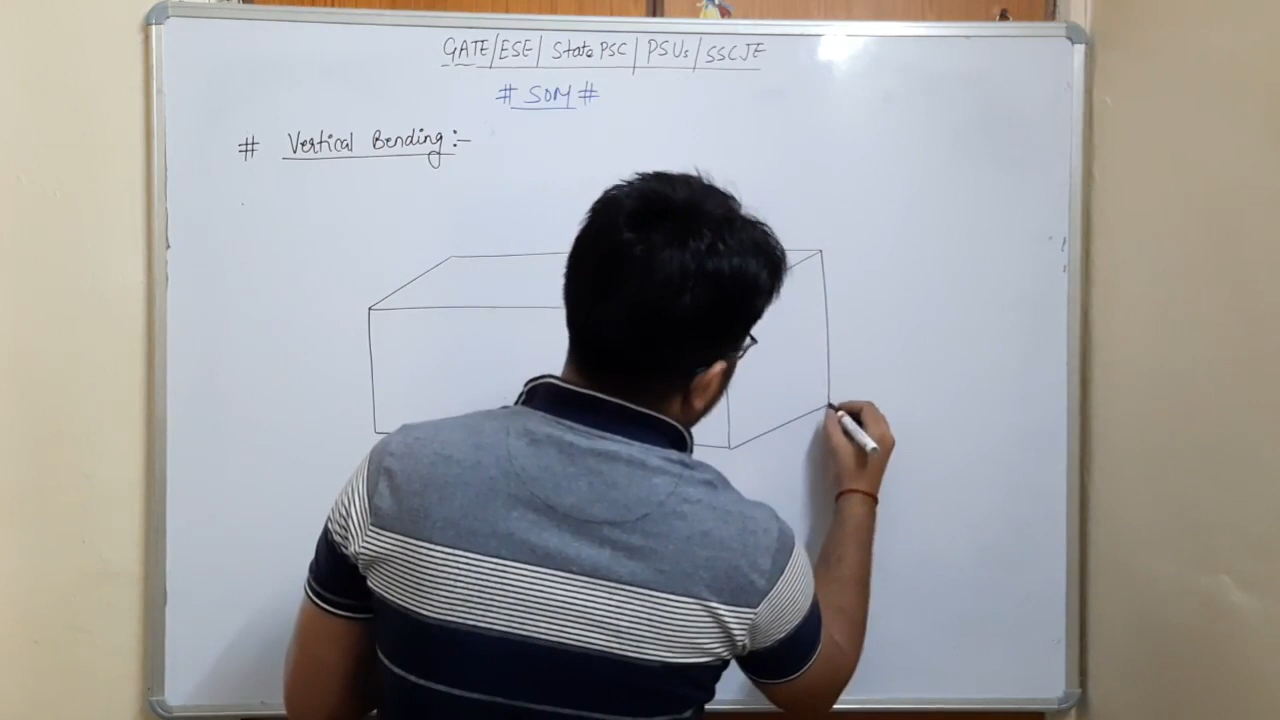 GATE/ESE/ State PSC/ PSUs/ SSCJE
# SOM #
# Vertical Bending:-